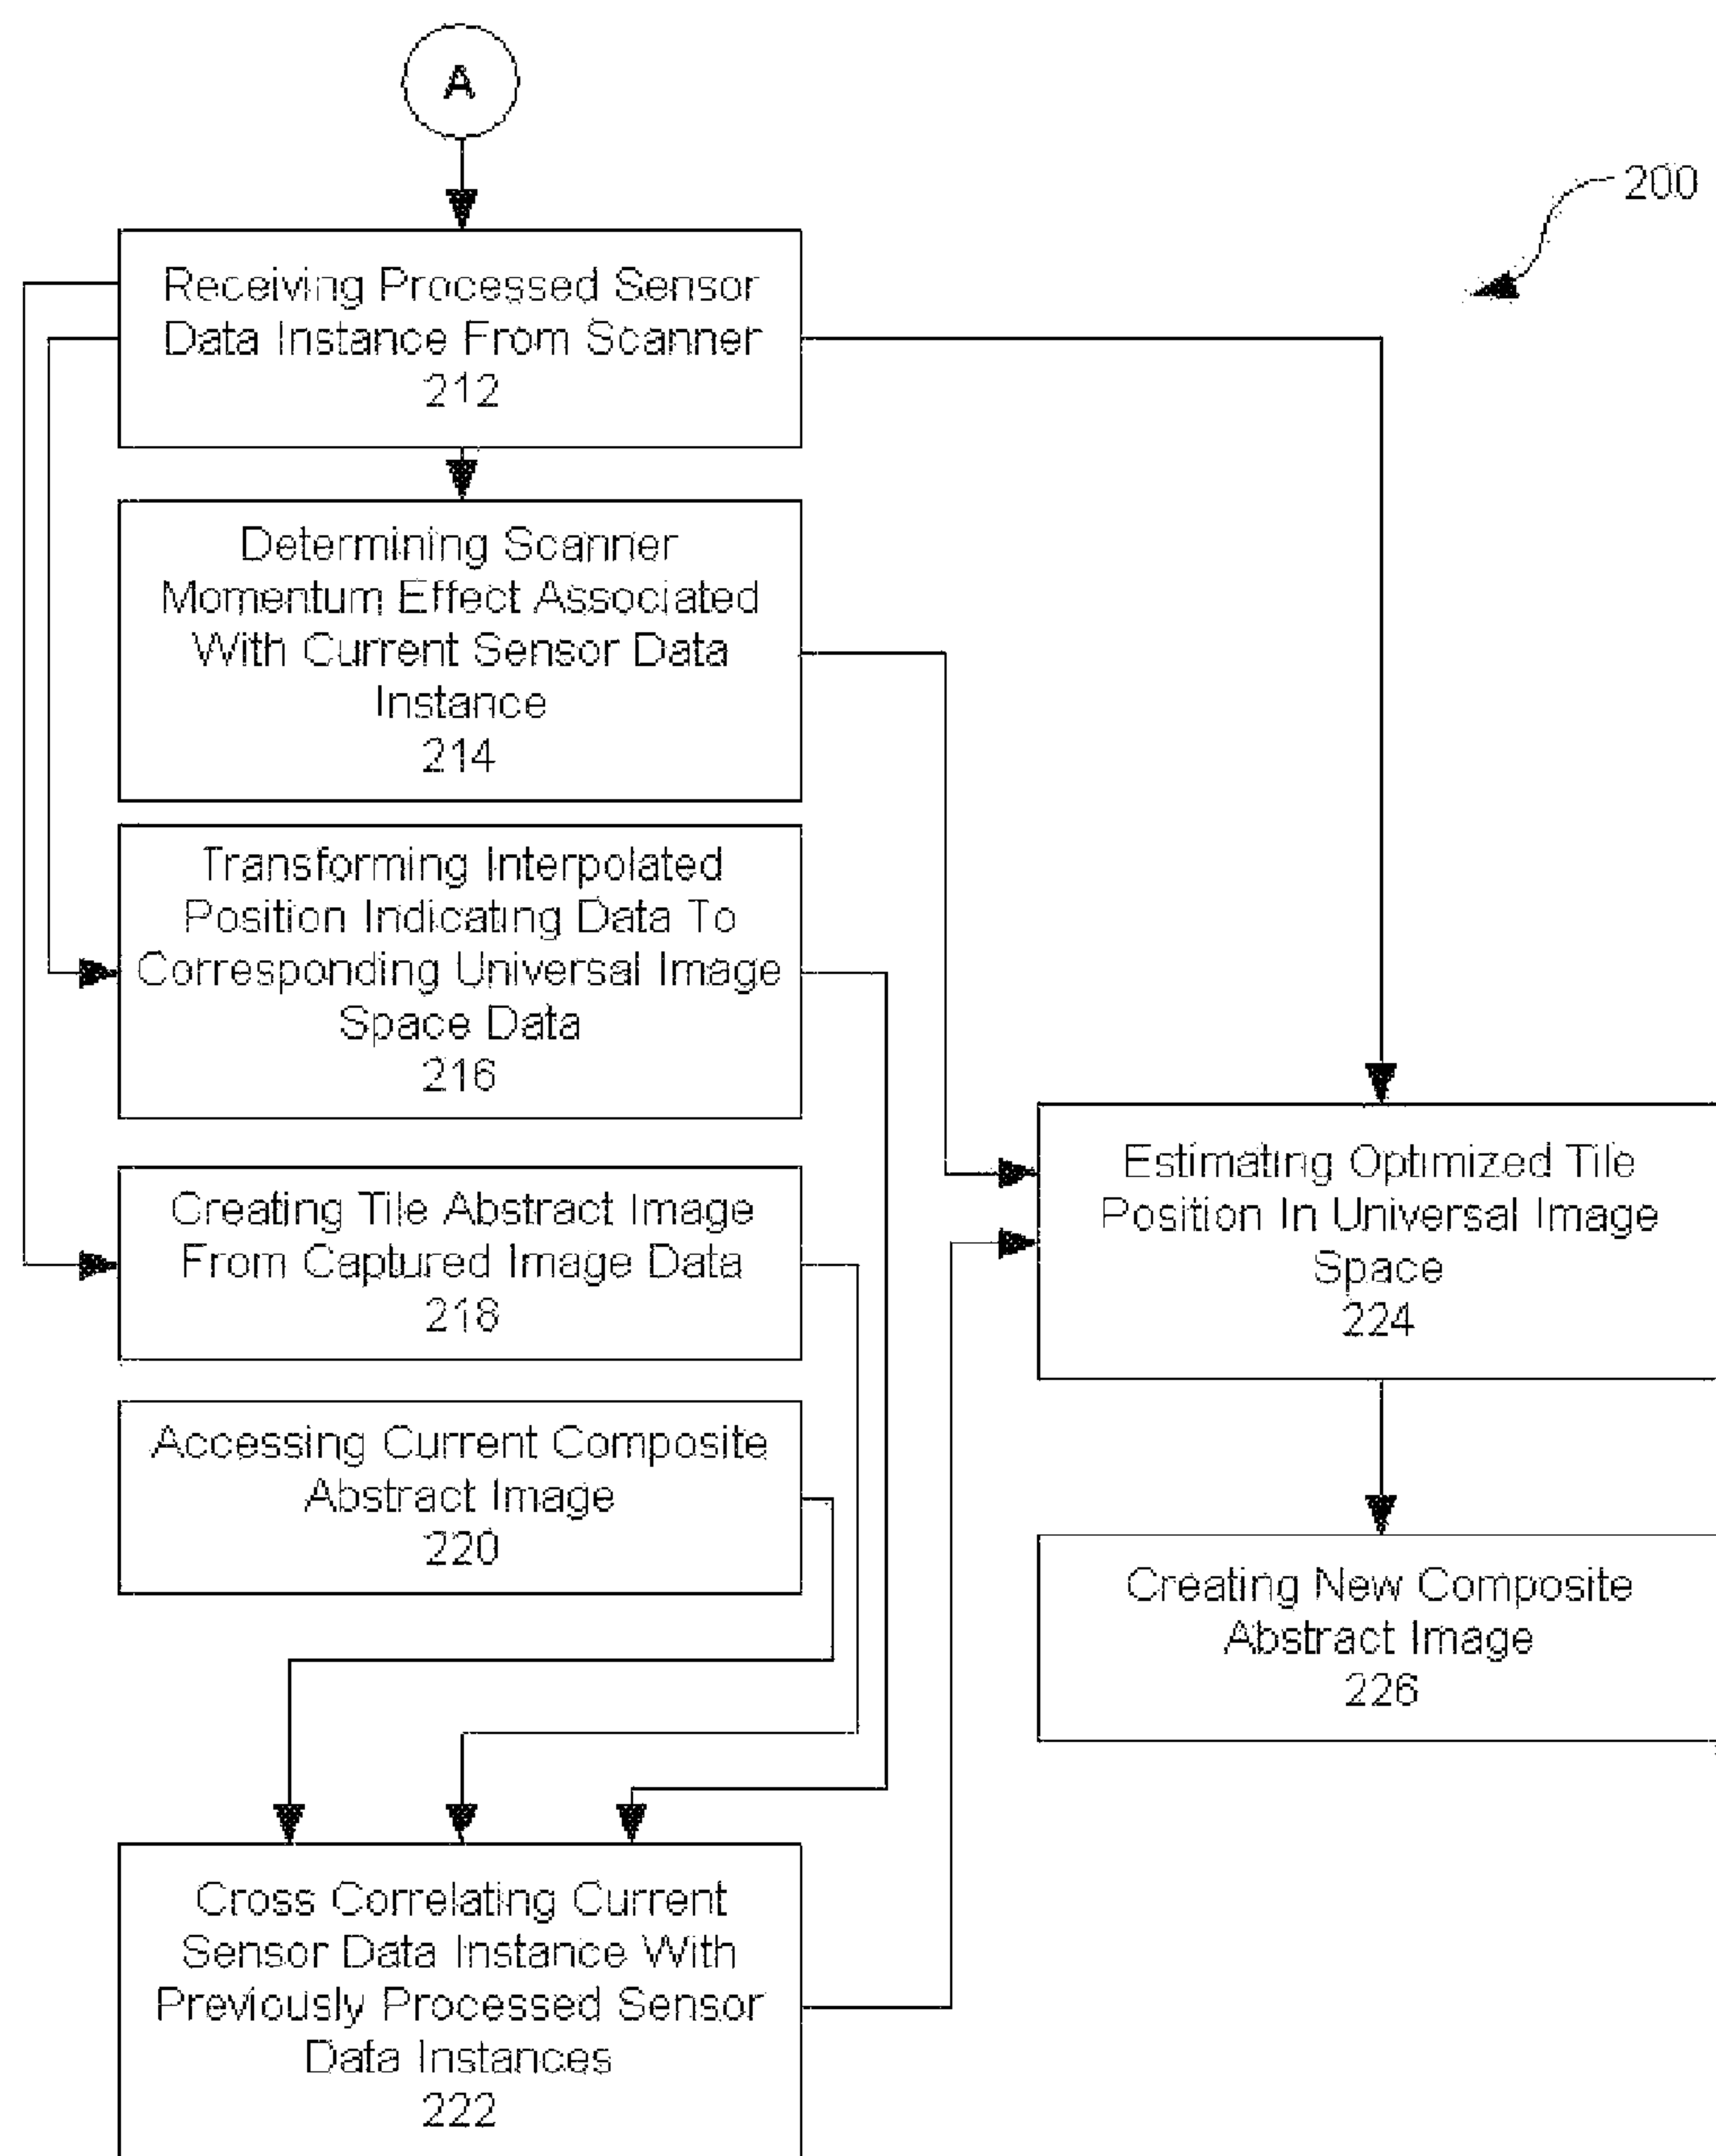 A
200
Receiving Processed Sensor
Data Instance From Scanner
212
Determining Scanner
Momentum Effect Associated
With Current Sensor Data
Instance
214
Transforming Interpolated
Position Indicating Data To
Corresponding Universal Image
Space Data
216
Creating Tile Abstract Image
From Captured Image Data
218
Accessing Current Composite
Abstract Image
220
Cross Correlating Current
Sensor Data Instance With
Previously Processed Sensor
Data Instances
222
Estimating Optimized Tile
Position In Universal Image
Space
224
Creating New Composite
Abstract Image
226